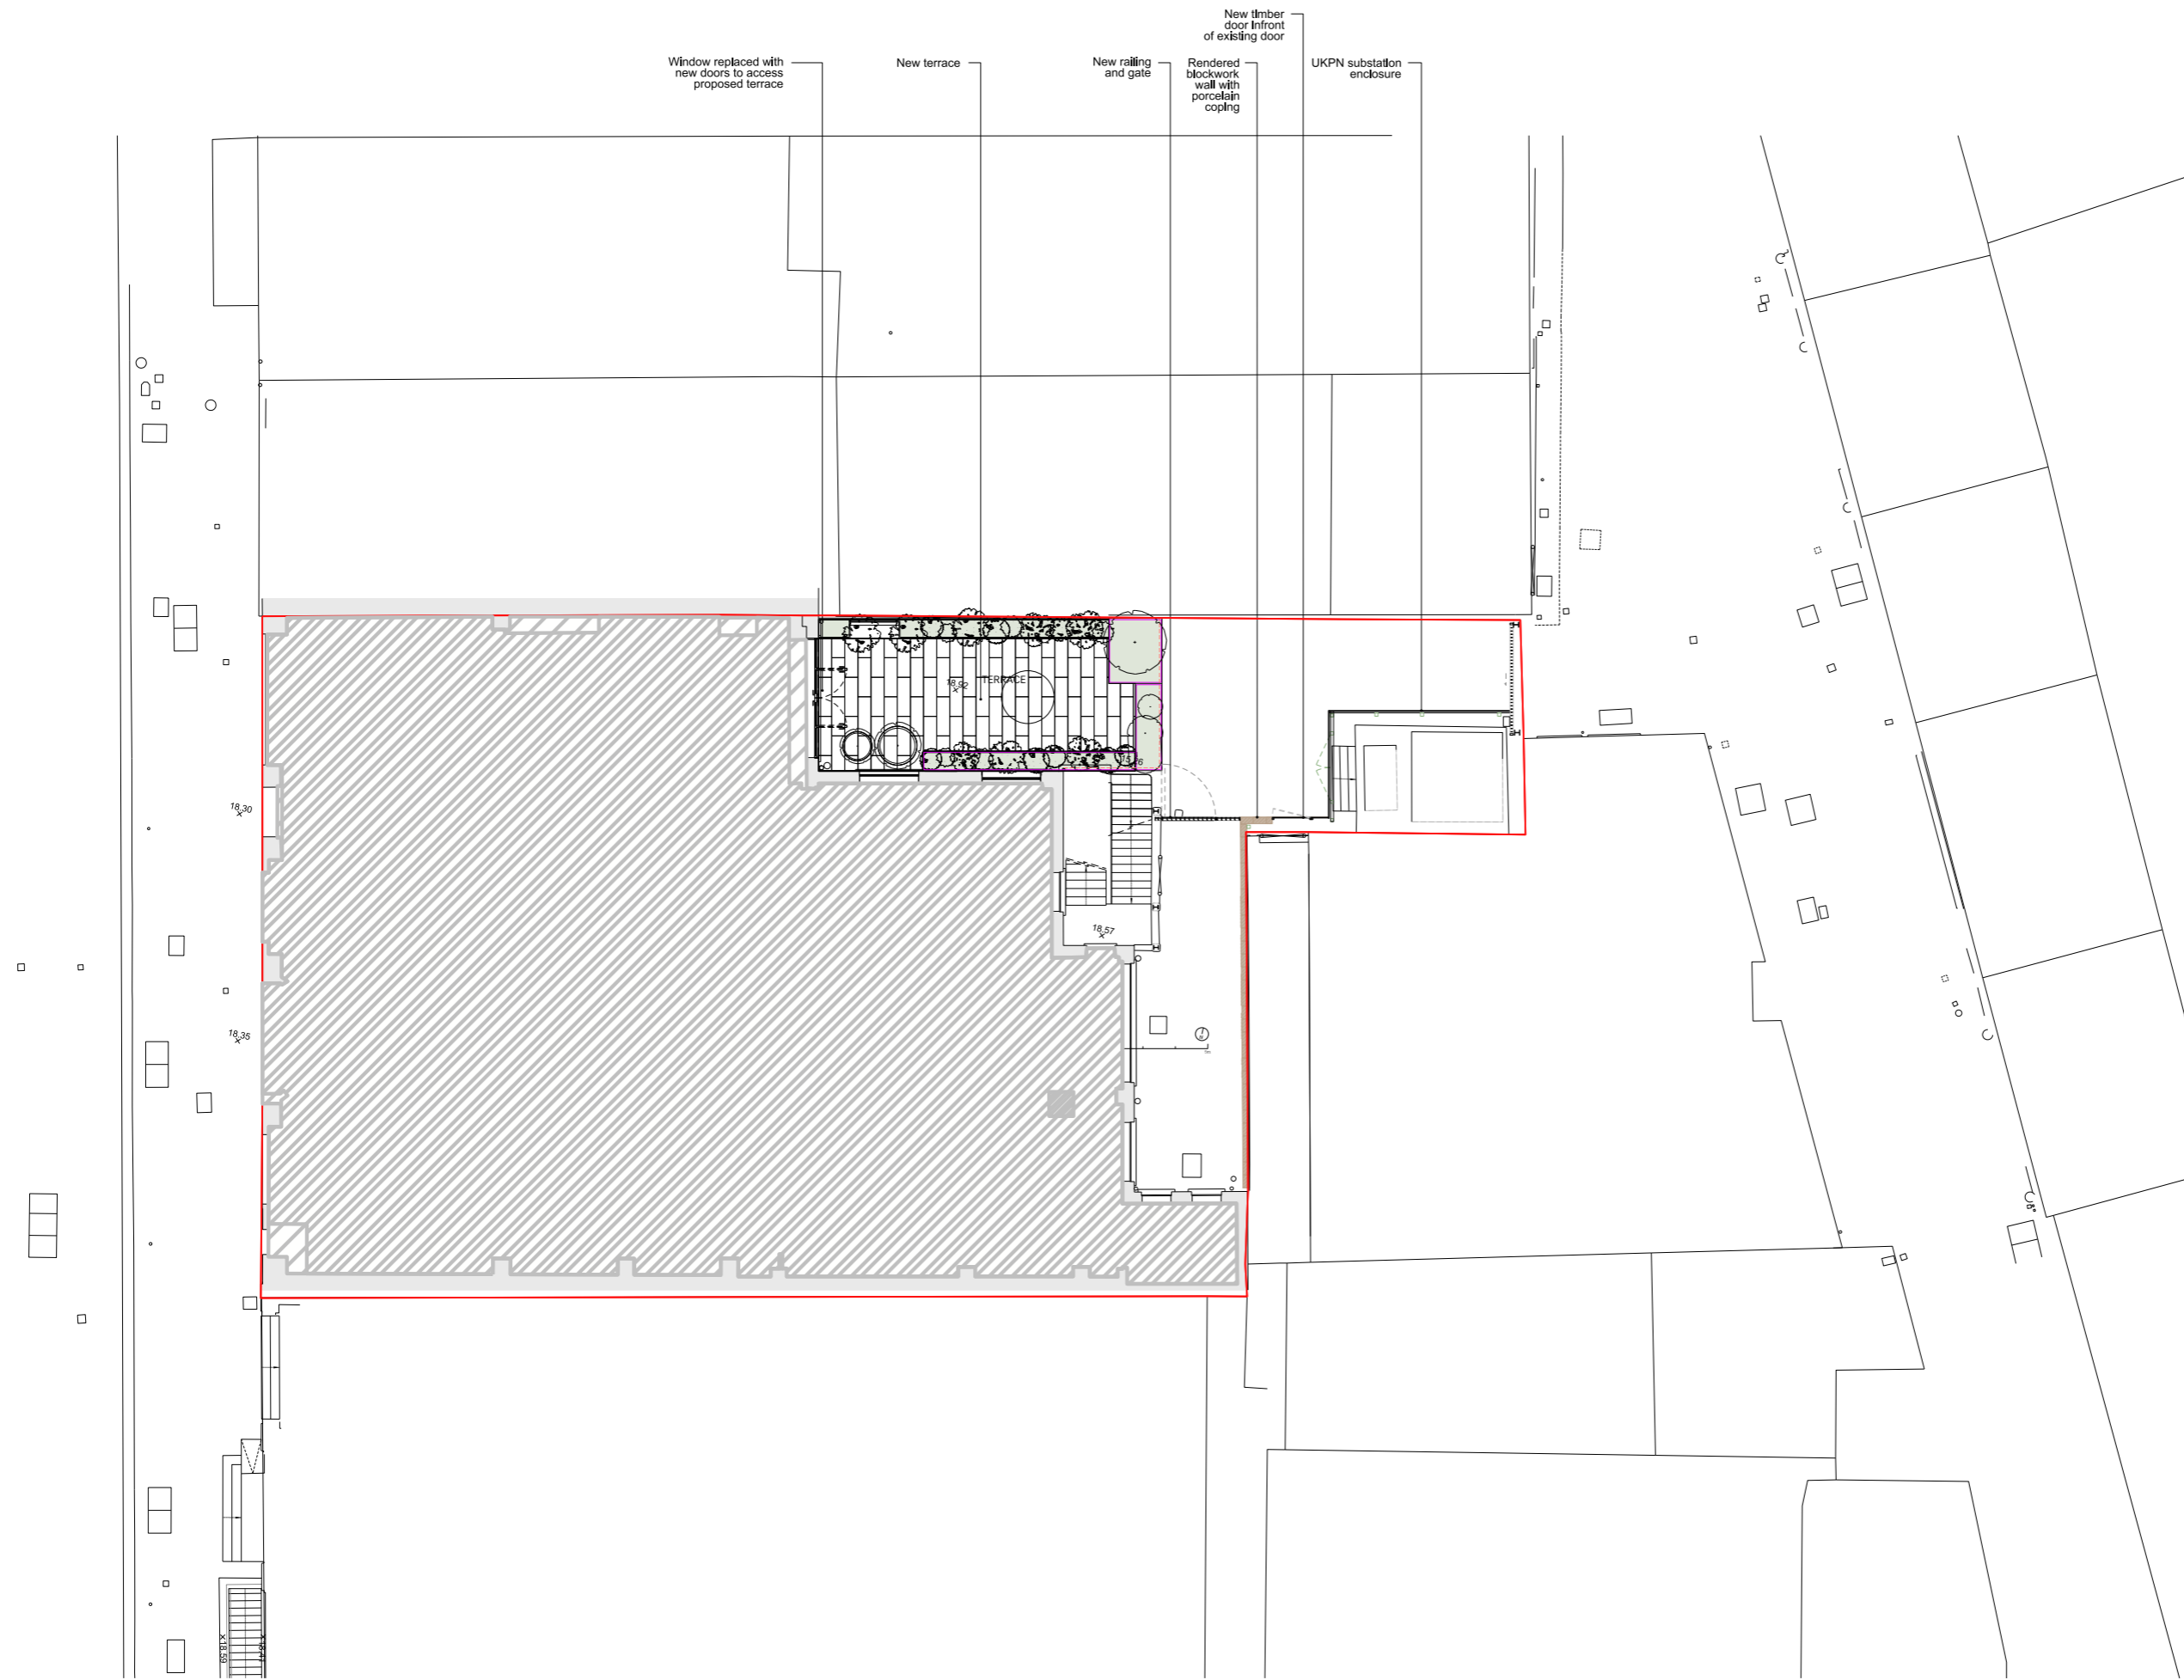 New timber
door infront
of existing door
Window replaced with
new doors to access
proposed terrace
New terrace
New railing
and gate
Rendered
blockwork
wall with
porcelain
coping
UKPN substation
enclosure
TERRACE
18.92
18.30
18.57
18.35
18.59